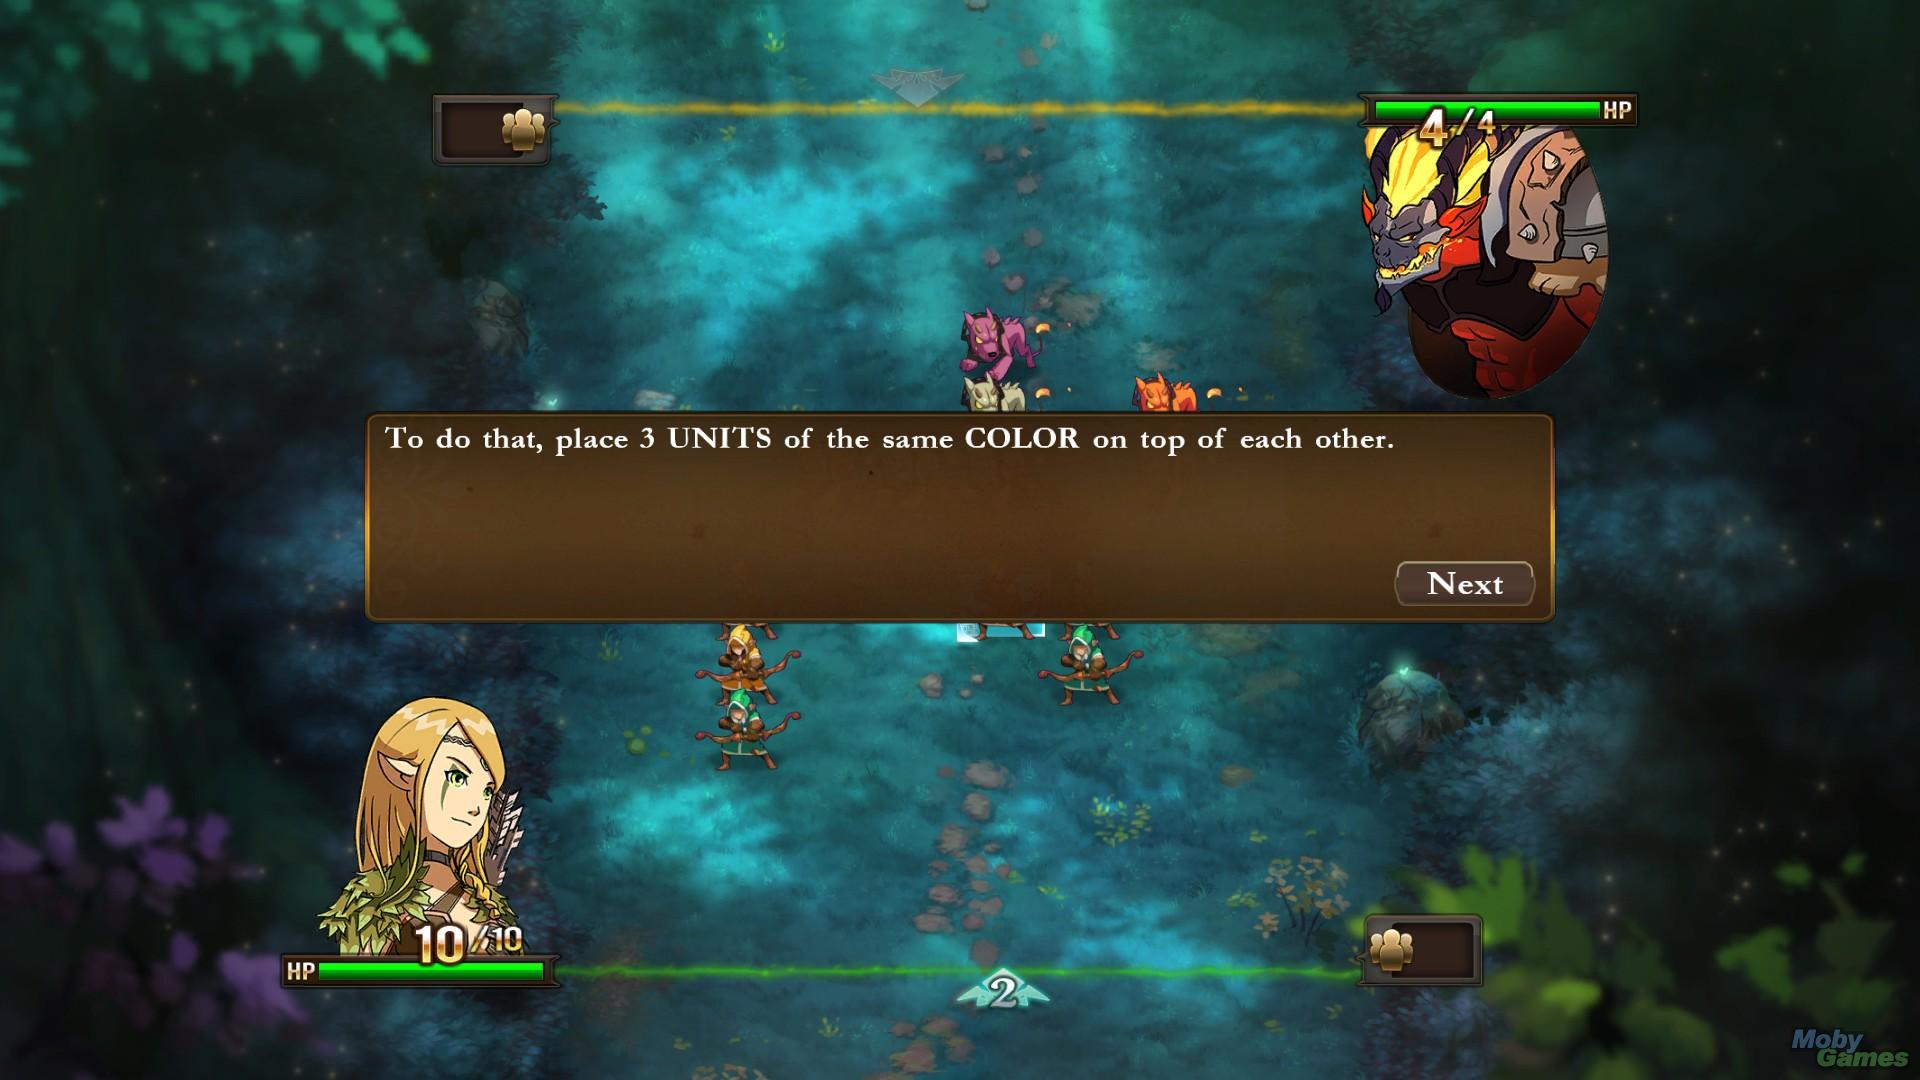 HP
4/4
To do that, place 3 UNITS of the same COLOR on top of each other.
Next
10/10
HP
2
Moby
Games